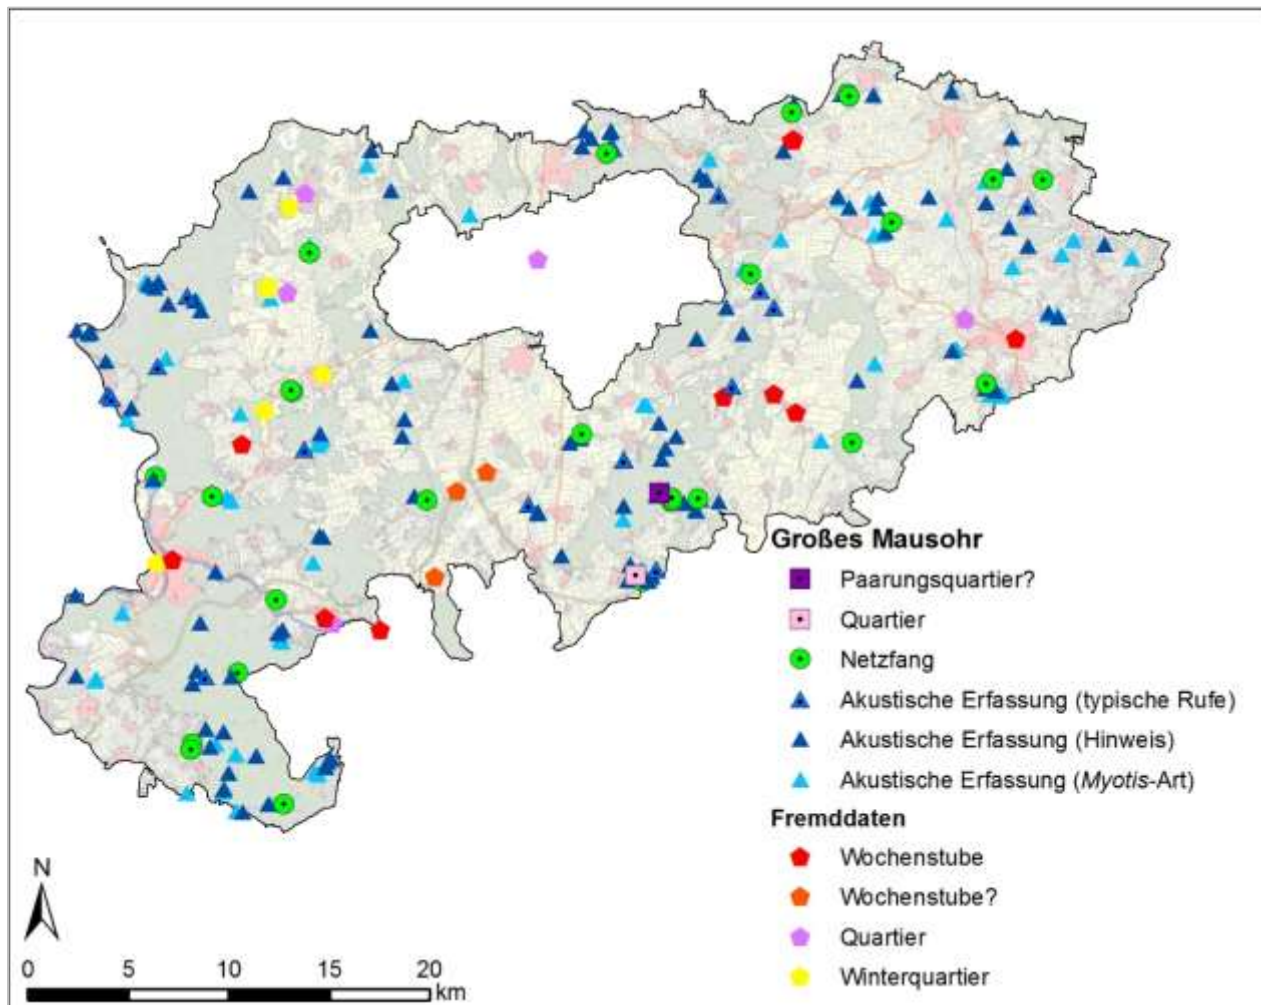 Großes Mausohr
Paarungsquartier?
Quartier
Netzfang
Akustische Erfassung (typische Rufe)
Akustische Erfassung (Hinweis)
Akustische Erfassung (Myotis-Art)
Fremddaten
Wochenstube
Wochenstube?
Quartier
Winterquartier
N
0 5 10 15 20
km